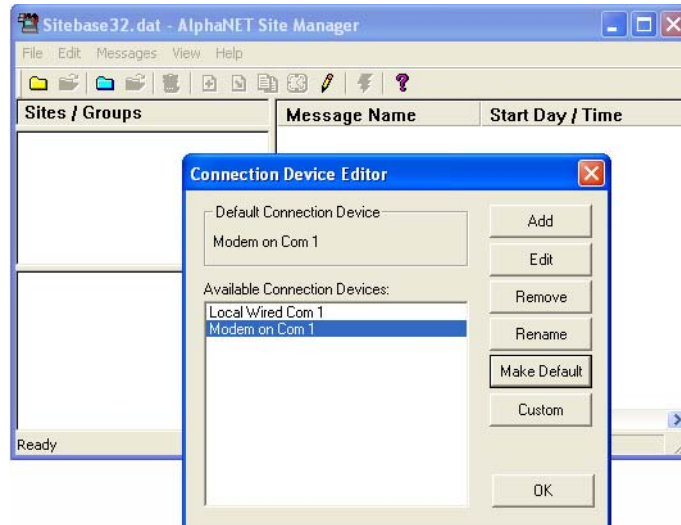 Sitebase32.dat - AlphaNET Site Manager
File Edit Messages View Help
Sites / Groups
Message Name
Start Day / Time
Connection Device Editor
Default Connection Device
Modem on Com 1
Available Connection Devices:
Local Wired Com 1
Modem on Com 1
Add
Edit
Remove
Rename
Make Default
Custom
OK
Ready